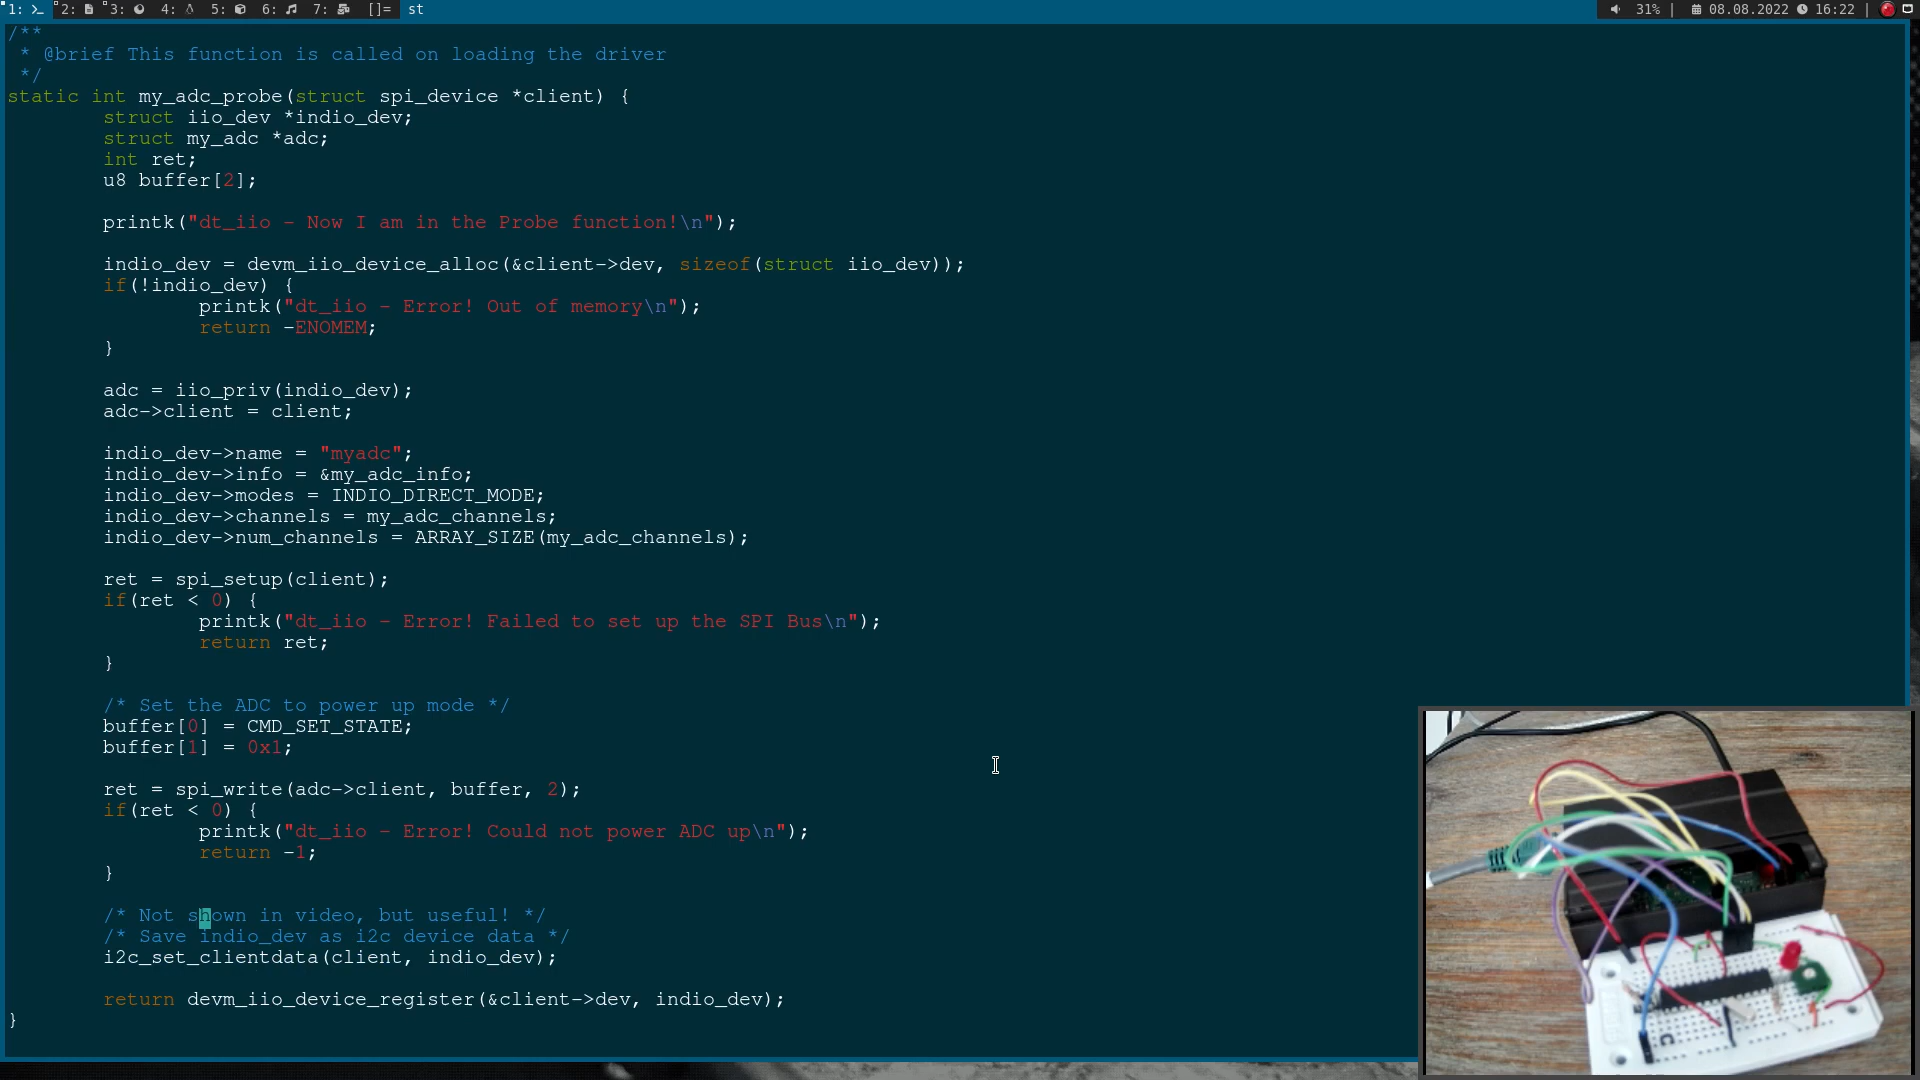 1: 2: 3: 4: 5: 6: 7: []= st 31% | 08.08.2022 16:22 |
/**
 * @brief This function is called on loading the driver
 */
static int my_adc_probe(struct spi_device *client) {
        struct iio_dev *indio_dev;
        struct my_adc *adc;
        int ret;
        u8 buffer[2];

        printk("dt_iio - Now I am in the Probe function!\n");

        indio_dev = devm_iio_device_alloc(&client->dev, sizeof(struct iio_dev));
        if(!indio_dev) {
                printk("dt_iio - Error! Out of memory\n");
                return -ENOMEM;
        }

        adc = iio_priv(indio_dev);
        adc->client = client;

        indio_dev->name = "myadc";
        indio_dev->info = &my_adc_info;
        indio_dev->modes = INDIO_DIRECT_MODE;
        indio_dev->channels = my_adc_channels;
        indio_dev->num_channels = ARRAY_SIZE(my_adc_channels);

        ret = spi_setup(client);
        if(ret < 0) {
                printk("dt_iio - Error! Failed to set up the SPI Bus\n");
                return ret;
        }

        /* Set the ADC to power up mode */
        buffer[0] = CMD_SET_STATE;
        buffer[1] = 0x1;

        ret = spi_write(adc->client, buffer, 2);
        if(ret < 0) {
                printk("dt_iio - Error! Could not power ADC up\n");
                return -1;
        }

        /* Not shown in video, but useful! */
        /* Save indio_dev as i2c device data */
        i2c_set_clientdata(client, indio_dev);

        return devm_iio_device_register(&client->dev, indio_dev);
}